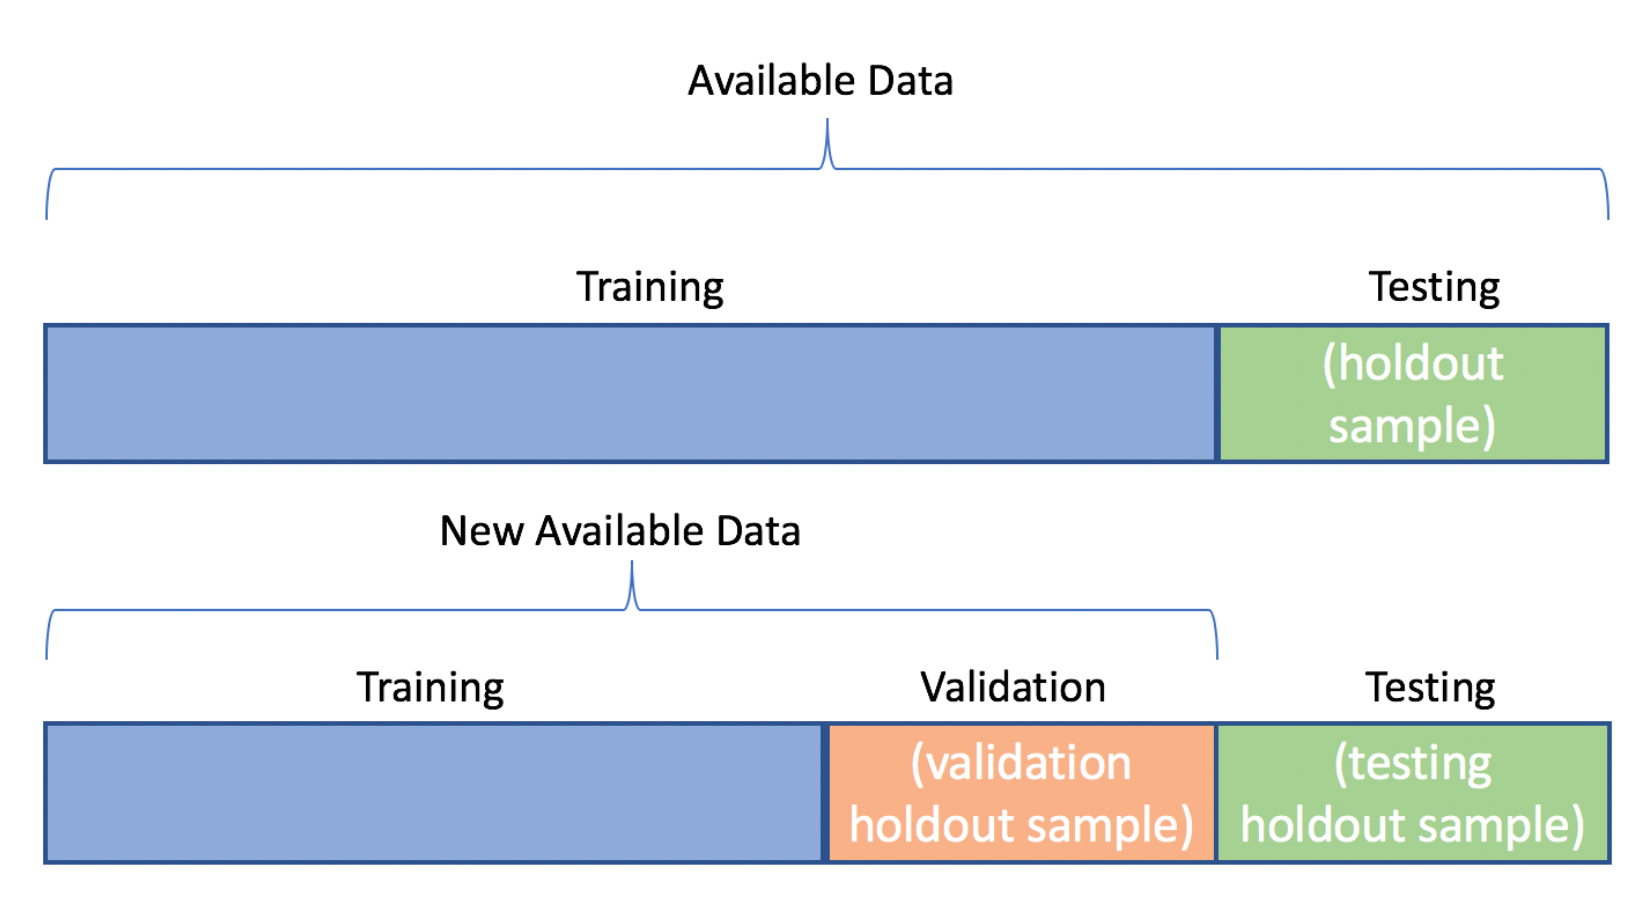 Available Data
Training
Testing
(holdout
sample)
New Available Data
Training
Validation
Testing
(validation
holdout sample)
(testing
holdout sample)